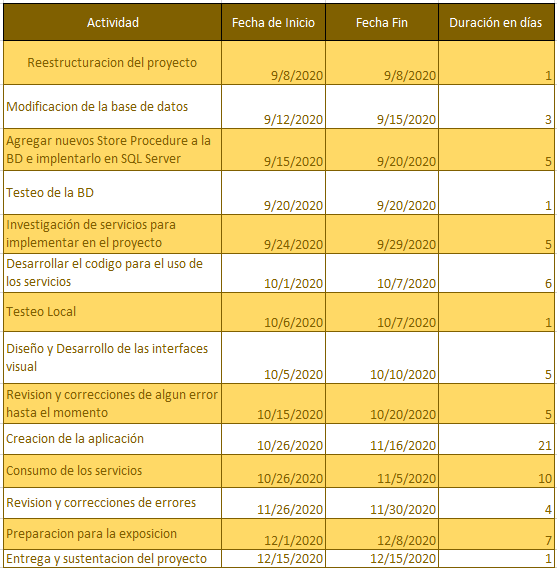 Actividad Fecha de Inicio Fecha Fin Duración en días
Reestructuracion del proyecto 9/8/2020 9/8/2020 1
Modificacion de la base de datos 9/12/2020 9/15/2020 3
Agregar nuevos Store Procedure a la
BD e implentarlo en SQL Server 9/15/2020 9/20/2020 5
Testeo de la BD 9/20/2020 9/20/2020 1
Investigación de servicios para
implementar en el proyecto 9/24/2020 9/29/2020 5
Desarrollar el codigo para el uso de
los servicios 10/1/2020 10/7/2020 6
Testeo Local 10/6/2020 10/7/2020 1
Diseño y Desarrollo de las interfaces
visual 10/5/2020 10/10/2020 5
Revision y correcciones de algun error
hasta el momento 10/15/2020 10/20/2020 5
Creacion de la aplicación 10/26/2020 11/16/2020 21
Consumo de los servicios 10/26/2020 11/5/2020 10
Revision y correcciones de errores 11/26/2020 11/30/2020 4
Preparacion para la exposicion 12/1/2020 12/8/2020 7
Entrega y sustentacion del proyecto 12/15/2020 12/15/2020 1